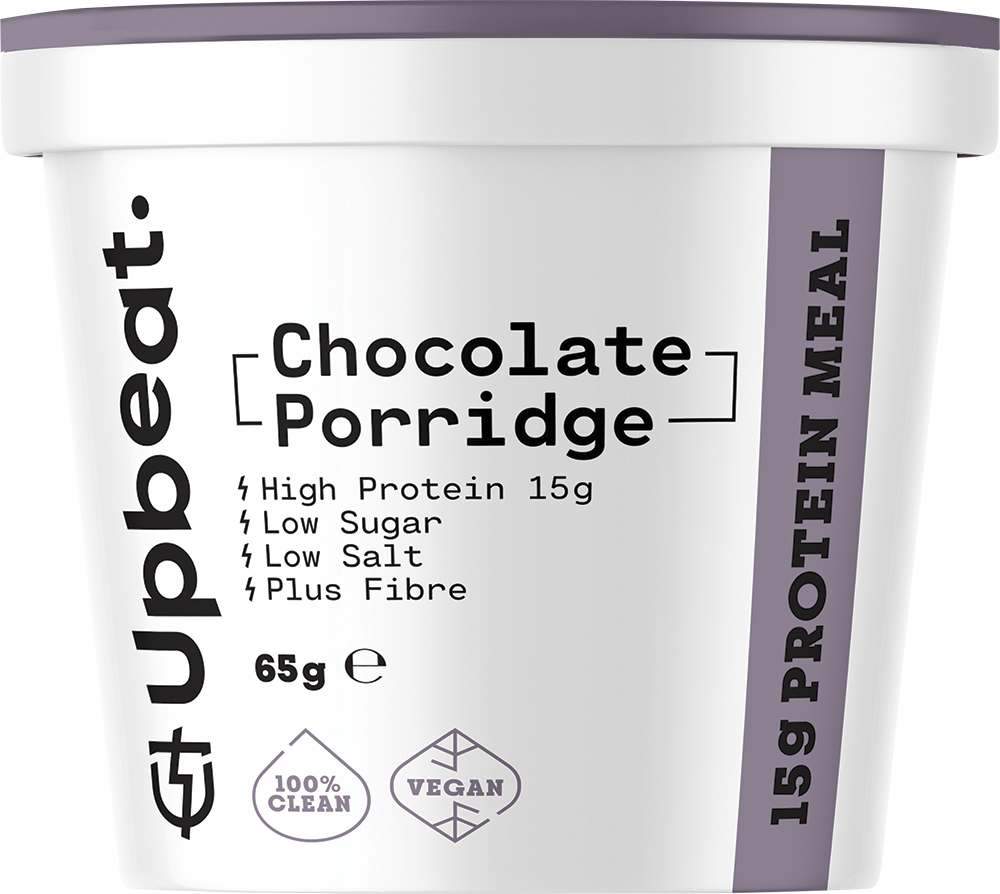 Upbeat.
Chocolate
Porridge
High Protein 15g
Low Sugar
Low Salt
Plus Fibre
65g ℮
100%
CLEAN
VEGAN
15g PROTEIN MEAL